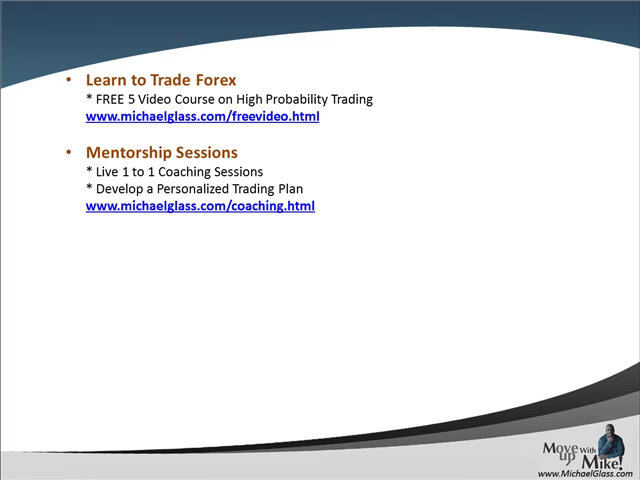 • Learn to Trade Forex
* FREE 5 Video Course on High Probability Trading
www.michaelglass.com/freevideo.html
• Mentorship Sessions
* Live 1 to 1 Coaching Sessions
* Develop a Personalized Trading Plan
www.michaelglass.com/coaching.html
Move up With Mike!
www.MichaelGlass.com